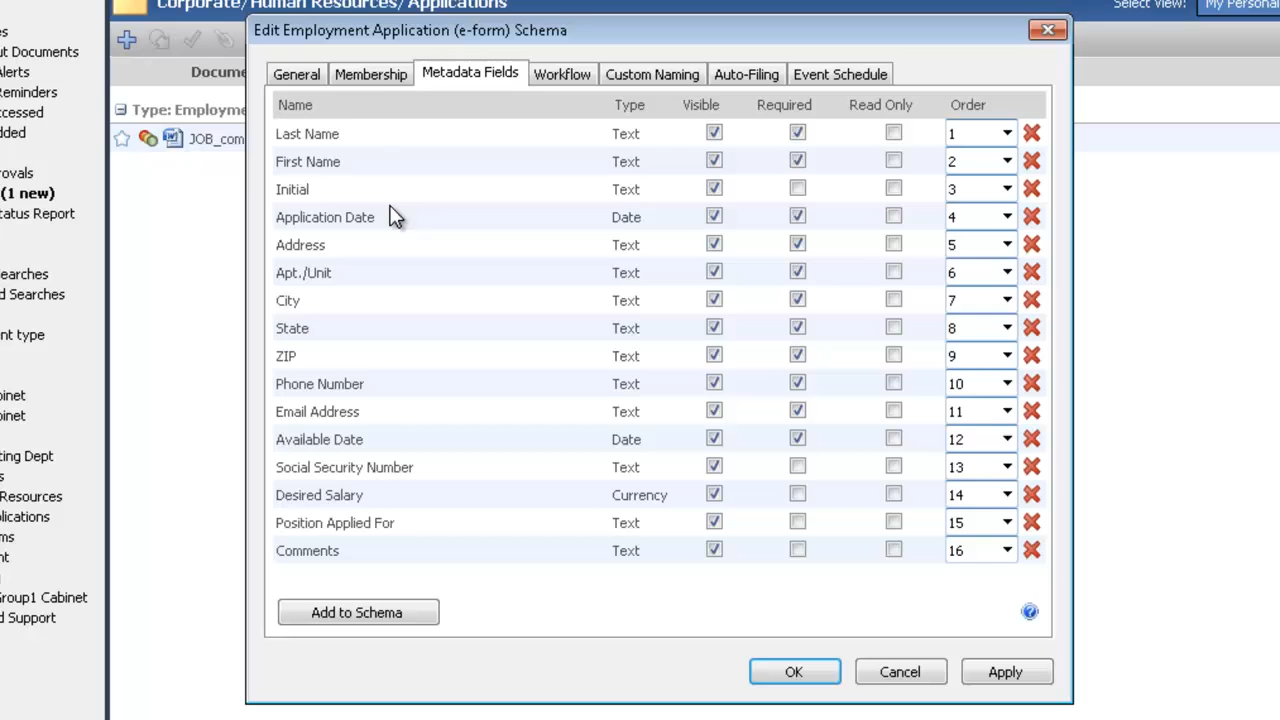 Corporate/Human Resources/Applications
Select View:
My Personal
Edit Employment Application (e-form) Schema
ut Documents
Alerts
Reminders
ccessed
dded
rovals
(1 new)
tatus Report
earches
d Searches
nt type
binet
binet
ting Dept
s
Resources
lications
ms
nt
Group1 Cabinet
d Support
Docume
Type: Employme
JOB_com
General Membership Metadata Fields Workflow Custom Naming Auto-Filing Event Schedule
Name Type Visible Required Read Only Order
Last Name Text 1
First Name Text 2
Initial Text 3
Application Date Date 4
Address Text 5
Apt./Unit Text 6
City Text 7
State Text 8
ZIP Text 9
Phone Number Text 10
Email Address Text 11
Available Date Date 12
Social Security Number Text 13
Desired Salary Currency 14
Position Applied For Text 15
Comments Text 16
Add to Schema
?
OK Cancel Apply